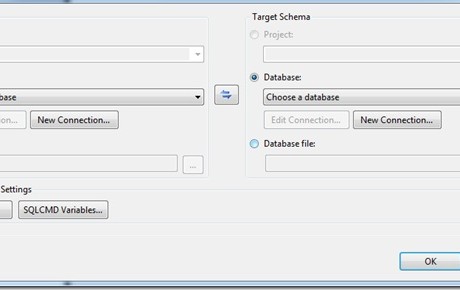 Target Schema
Project:
Database:
base
Choose a database
on...
New Connection...
Edit Connection...
New Connection...
Database file:
...
Settings
SQLCMD Variables...
OK